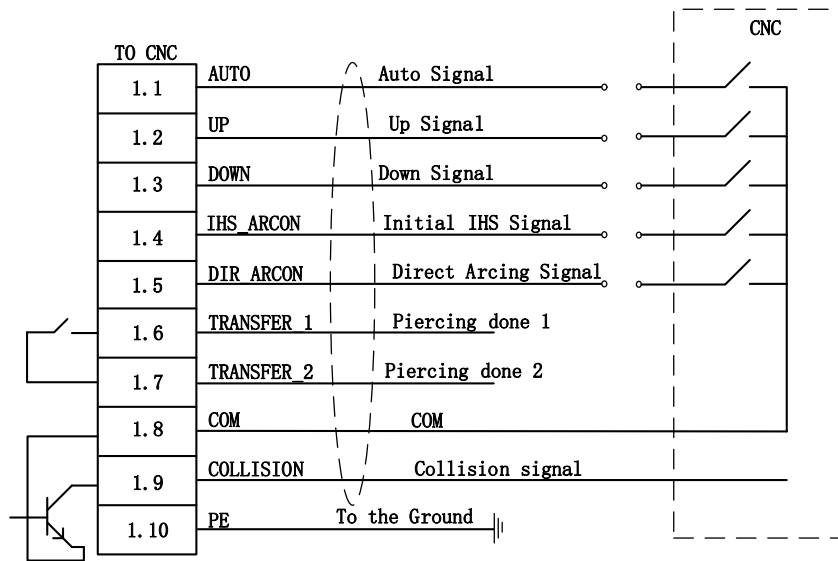 CNC
TO CNC
1.1 AUTO Auto Signal
1.2 UP Up Signal
1.3 DOWN Down Signal
1.4 IHS_ARCON Initial IHS Signal
1.5 DIR_ARCON Direct Arcing Signal
1.6 TRANSFER_1 Piercing done 1
1.7 TRANSFER_2 Piercing done 2
1.8 COM COM
1.9 COLLISION Collision signal
1.10 PE To the Ground